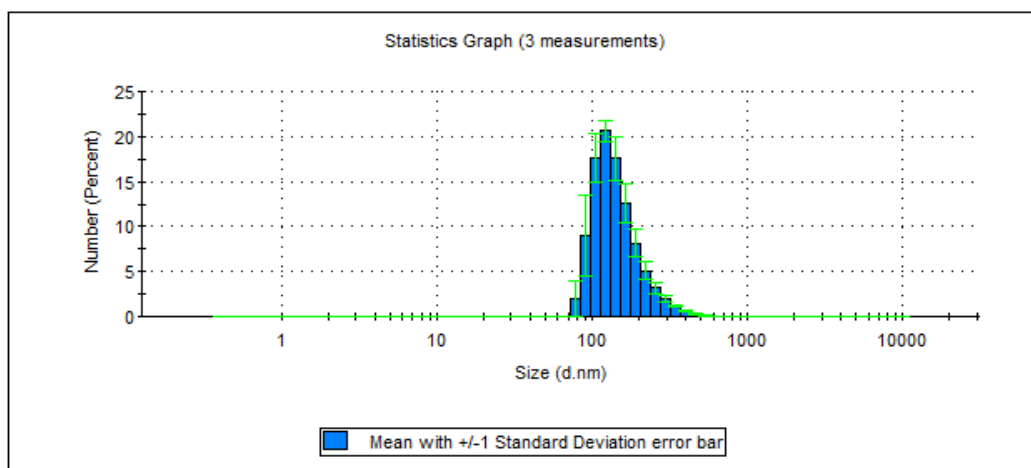 Statistics Graph (3 measurements)
25
20
15
10
5
0
Number (Percent)
1 10 100 1000 10000
Size (d.nm)
Mean with +/-1 Standard Deviation error bar